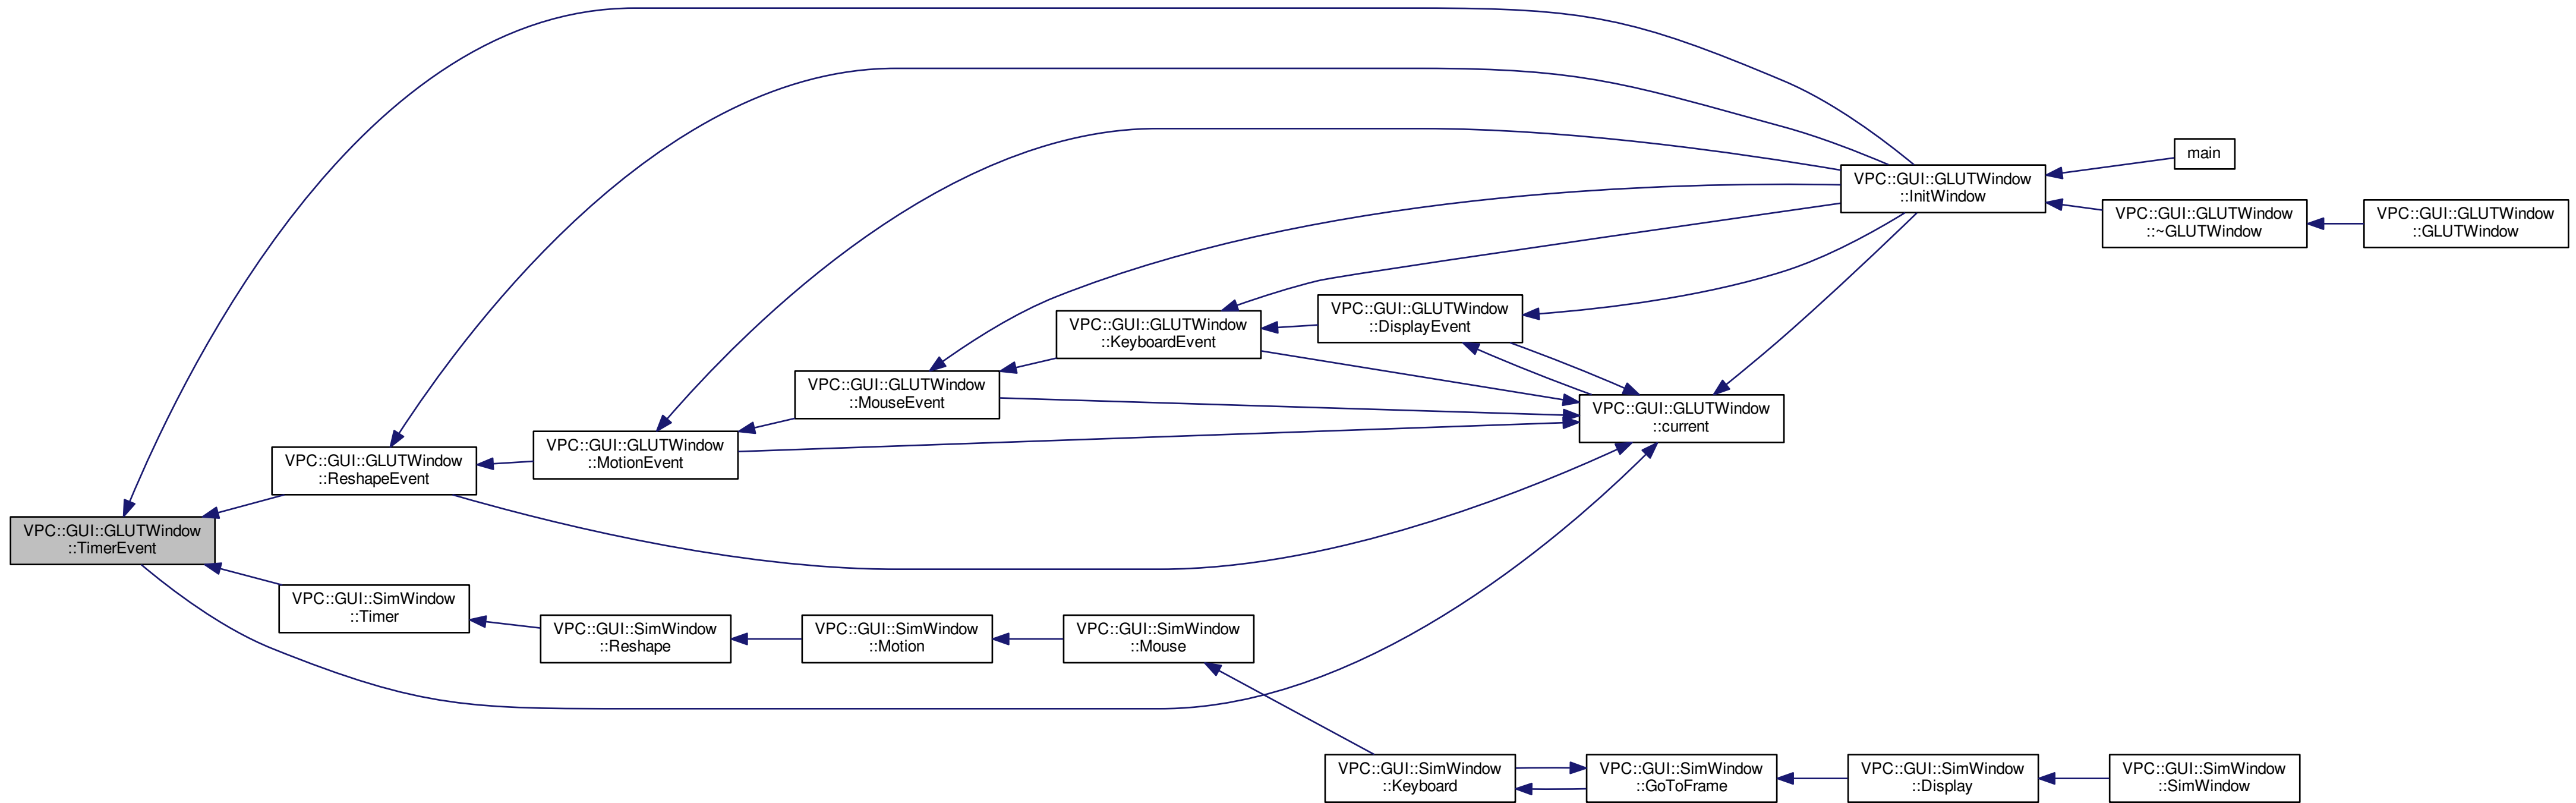 main
VPC::GUI::GLUTWindow
::InitWindow
VPC::GUI::GLUTWindow
::~GLUTWindow
VPC::GUI::GLUTWindow
::GLUTWindow
VPC::GUI::GLUTWindow
::DisplayEvent
VPC::GUI::GLUTWindow
::KeyboardEvent
VPC::GUI::GLUTWindow
::MouseEvent
VPC::GUI::GLUTWindow
::current
VPC::GUI::GLUTWindow
::MotionEvent
VPC::GUI::GLUTWindow
::ReshapeEvent
VPC::GUI::GLUTWindow
::TimerEvent
VPC::GUI::SimWindow
::Timer
VPC::GUI::SimWindow
::Reshape
VPC::GUI::SimWindow
::Motion
VPC::GUI::SimWindow
::Mouse
VPC::GUI::SimWindow
::Keyboard
VPC::GUI::SimWindow
::GoToFrame
VPC::GUI::SimWindow
::Display
VPC::GUI::SimWindow
::SimWindow